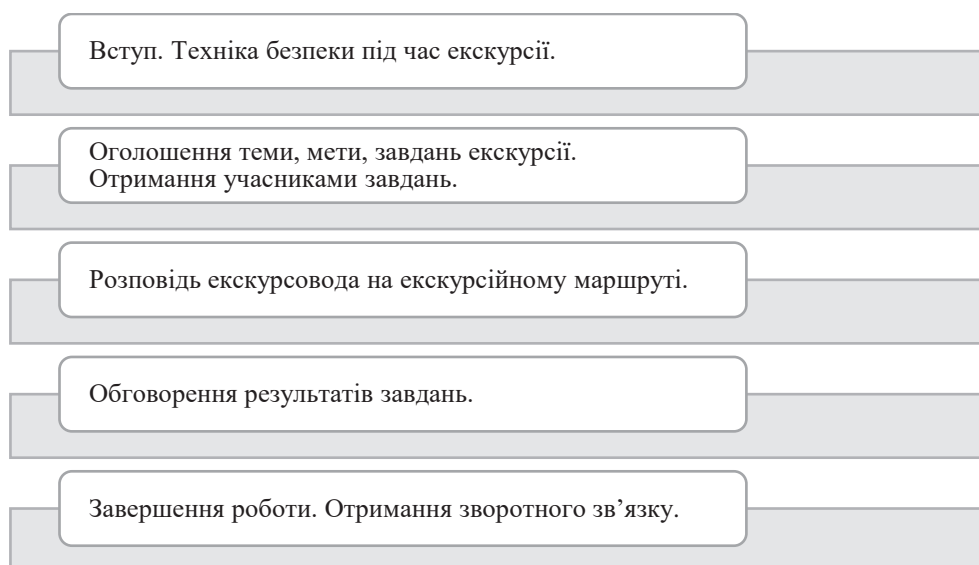 Вступ. Техніка безпеки під час екскурсії.
Оголошення теми, мети, завдань екскурсії.
Отримання учасниками завдань.
Розповідь екскурсовода на екскурсійному маршруті.
Обговорення результатів завдань.
Завершення роботи. Отримання зворотного зв’язку.